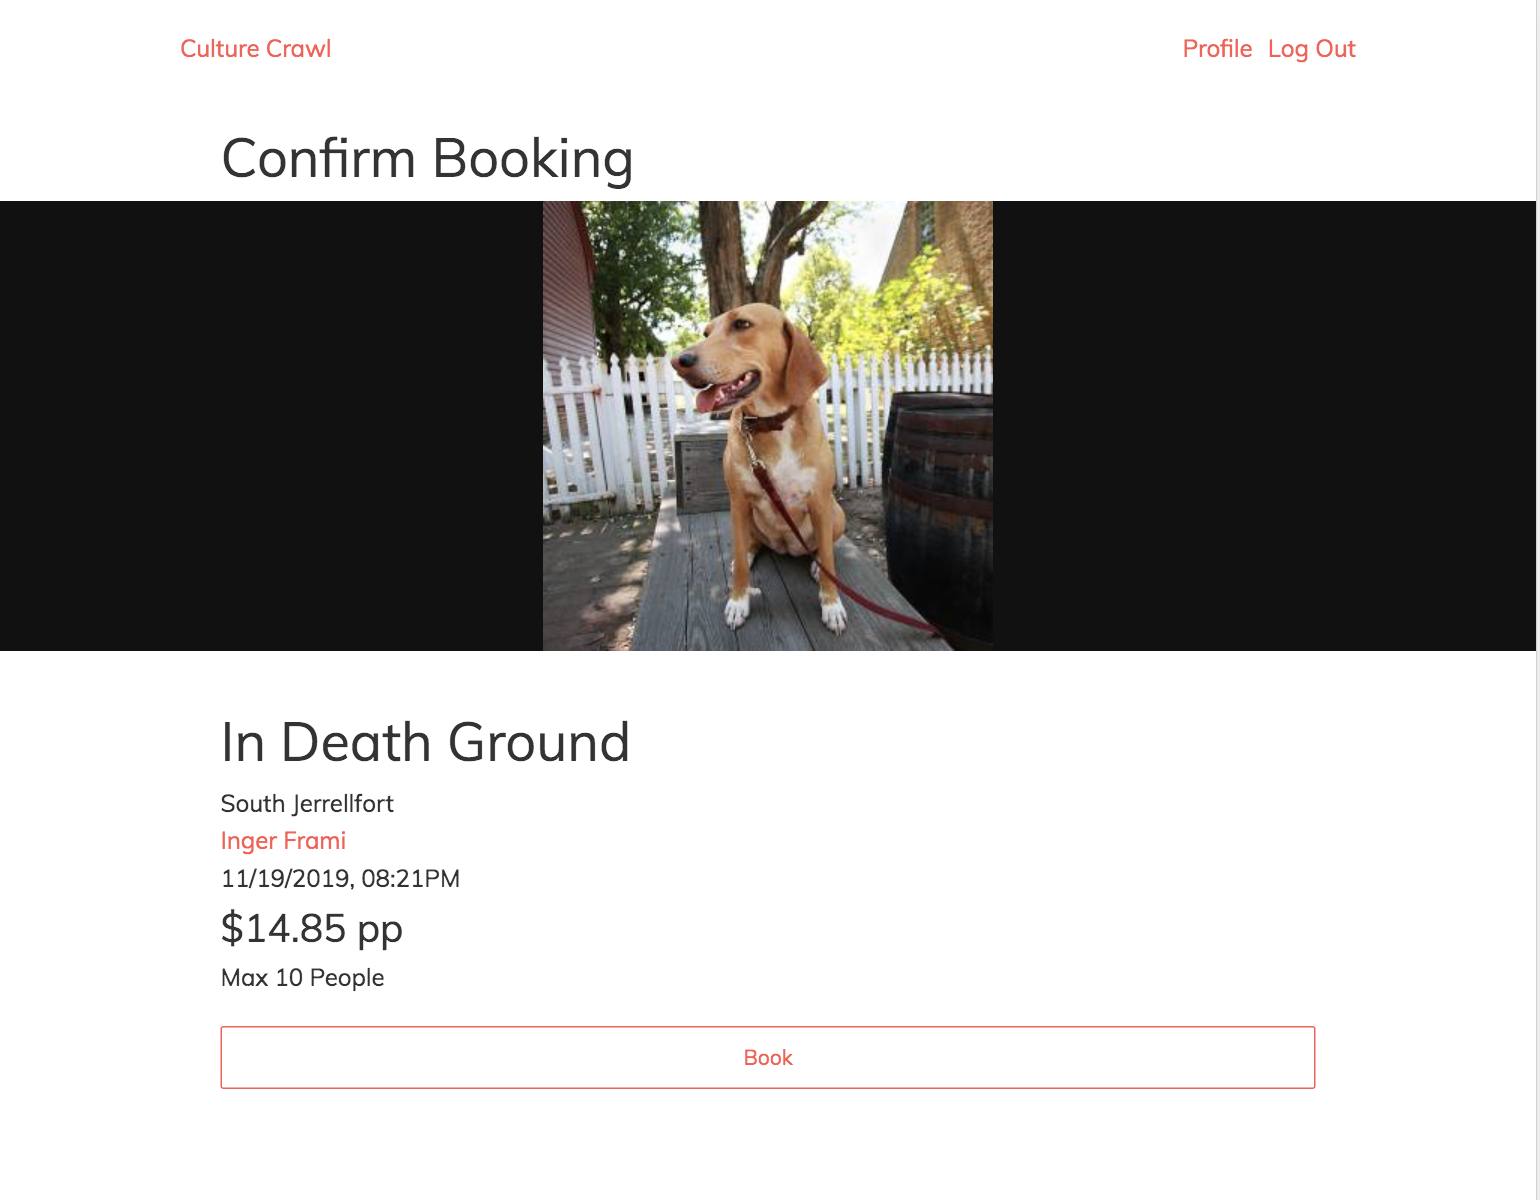 Culture Crawl
Profile Log Out
Confirm Booking
In Death Ground
South Jerrellfort
Inger Frami
11/19/2019, 08:21PM
$14.85 pp
Max 10 People
Book